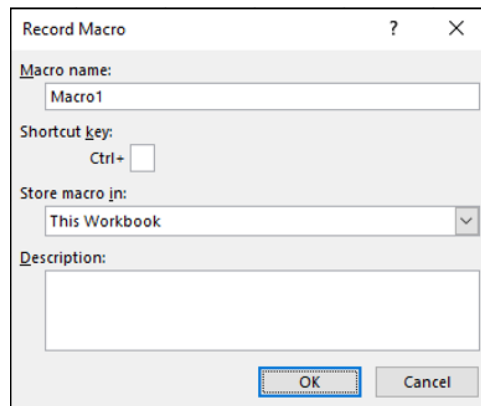 Record Macro ?
Macro name:
Macro1
Shortcut key:
Ctrl+
Store macro in:
This Workbook
Description:
OK Cancel